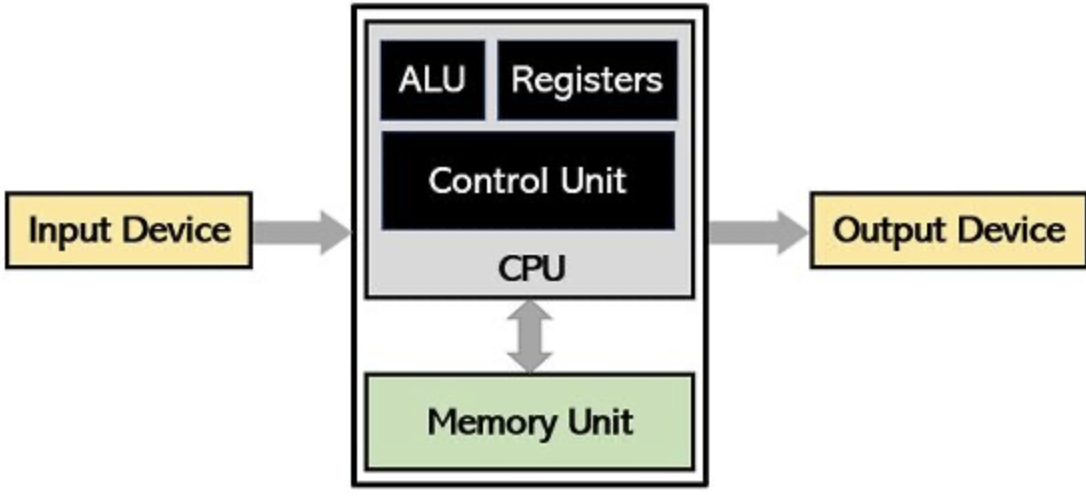 ALU
Registers
Control Unit
Input Device
Output Device
CPU
Memory Unit